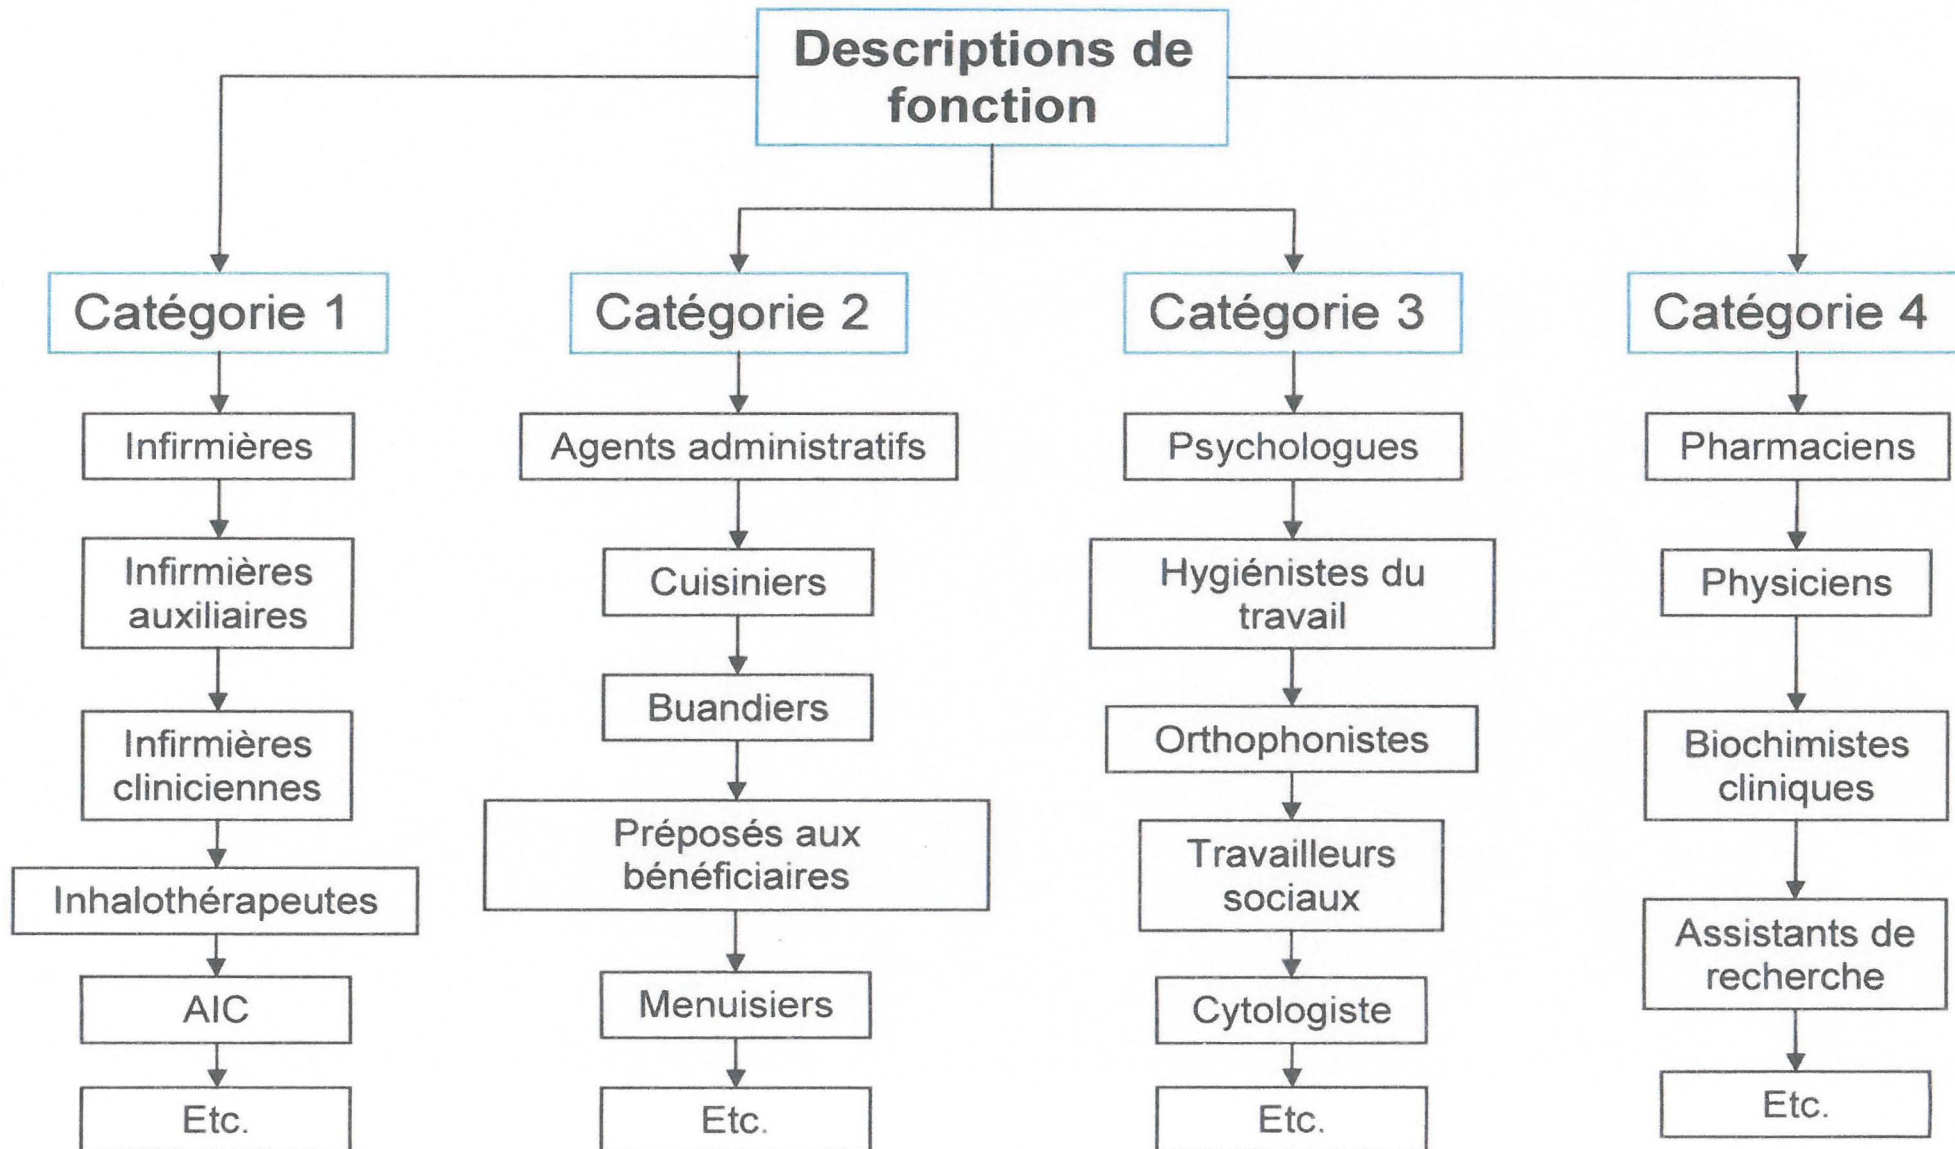 Descriptions de
fonction
Catégorie 1
Infirmières
Infirmières
auxiliaires
Infirmières
cliniciennes
Inhalothérapeutes
AIC
Etc.
Catégorie 2
Agents administratifs
Cuisiniers
Buandiers
Préposés aux
bénéficiaires
Menuisiers
Etc.
Catégorie 3
Psychologues
Hygiénistes du
travail
Orthophonistes
Travailleurs
sociaux
Cytologiste
Etc.
Catégorie 4
Pharmaciens
Physiciens
Biochimistes
cliniques
Assistants de
recherche
Etc.